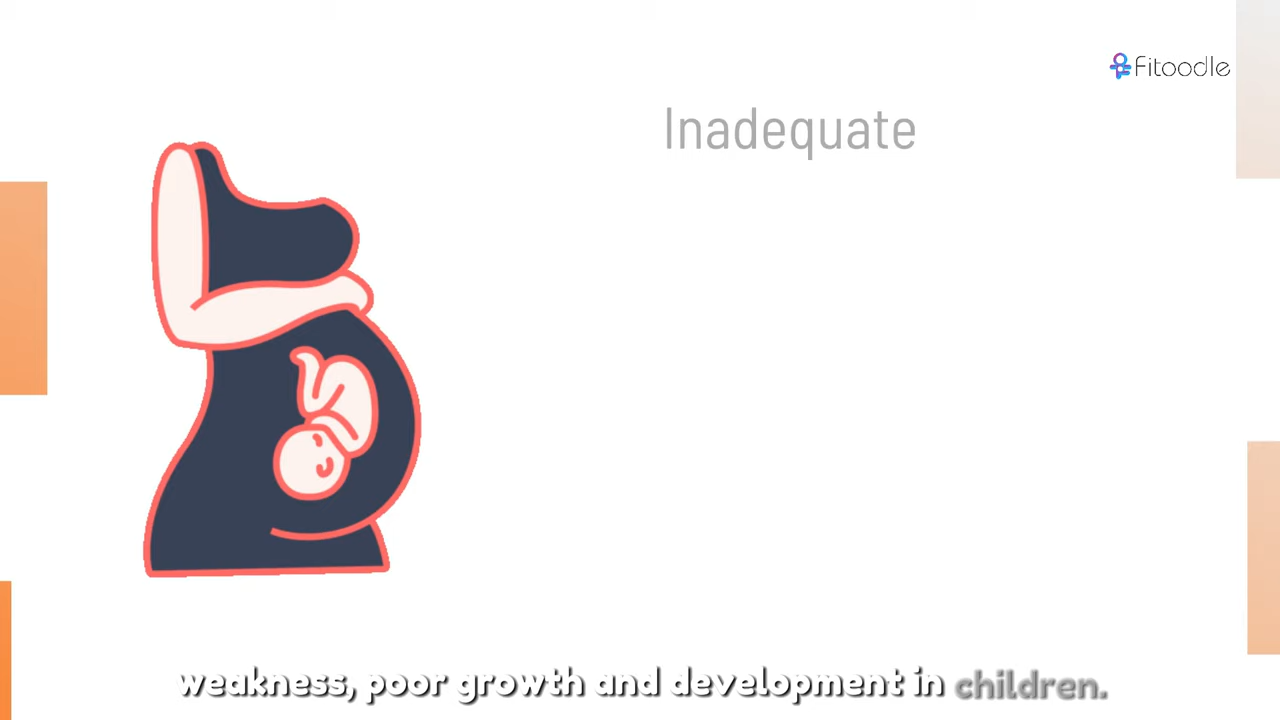 Fitoodle
Inadequate
weakness, poor growth and development in children.